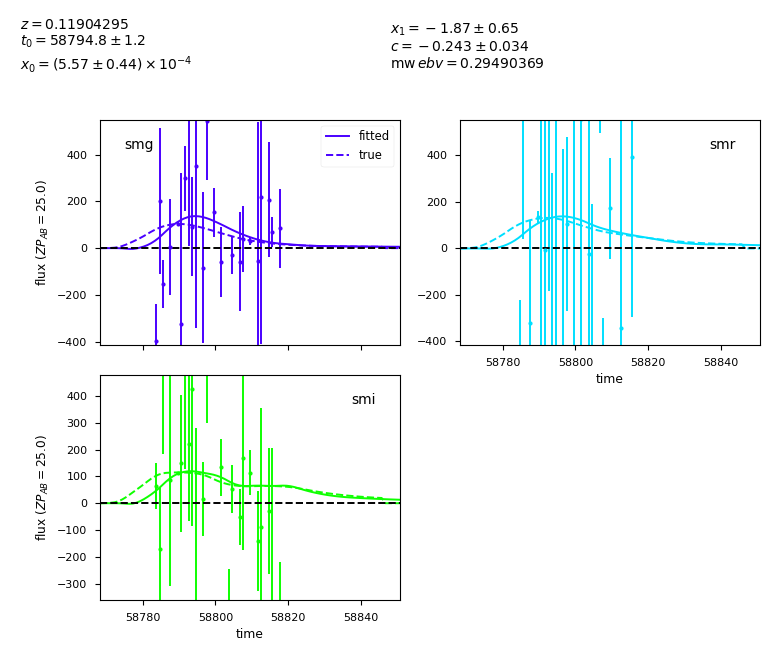 z = 0.11904295
t₀ = 58794.8 ± 1.2
x₀ = (5.57 ± 0.44) × 10⁻⁴
x₁ = −1.87 ± 0.65
c = −0.243 ± 0.034
mw ebv = 0.29490369
smg
fitted
true
400
200
0
−200
−400
flux (ZP_AB = 25.0)
smr
400
200
0
−200
−400
58780 58800 58820 58840
time
smi
400
300
200
100
0
−100
−200
−300
flux (ZP_AB = 25.0)
58780 58800 58820 58840
time